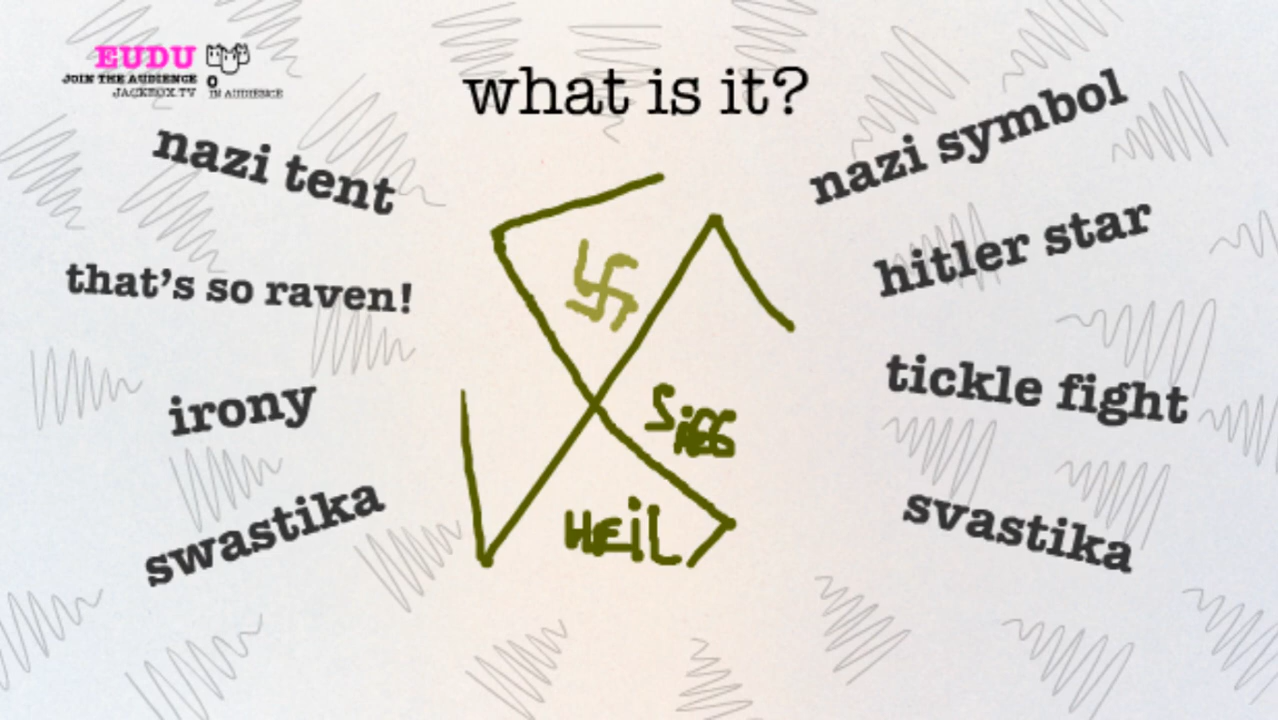 EUDU
JOIN THE AUDIENCE
JACKBOX.TV
0 IN AUDIENCE
what is it?
nazi tent
nazi symbol
that's so raven!
hitler star
irony
tickle fight
swastika
svastika
HEiL